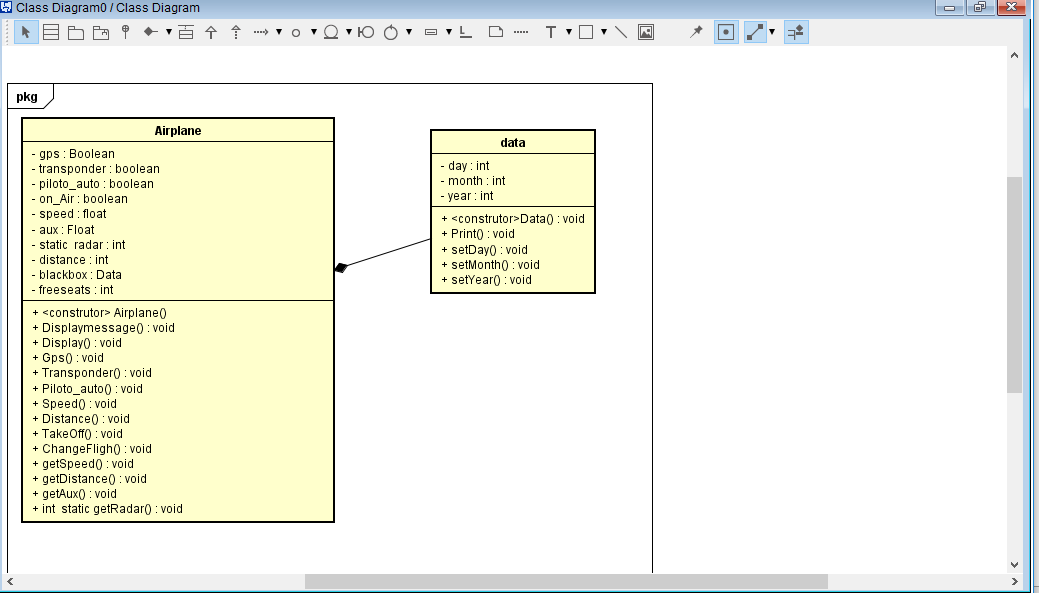 Class Diagram0 / Class Diagram
pkg
Airplane
- gps : Boolean
- transponder : boolean
- piloto_auto : boolean
- on_Air : boolean
- speed : float
- aux : Float
- static radar : int
- distance : int
- blackbox : Data
- freeseats : int
+ <construtor> Airplane()
+ Displaymessage() : void
+ Display() : void
+ Gps() : void
+ Transponder() : void
+ Piloto_auto() : void
+ Speed() : void
+ Distance() : void
+ TakeOff() : void
+ ChangeFligh() : void
+ getSpeed() : void
+ getDistance() : void
+ getAux() : void
+ int static getRadar() : void
data
- day : int
- month : int
- year : int
+ <construtor>Data() : void
+ Print() : void
+ setDay() : void
+ setMonth() : void
+ setYear() : void